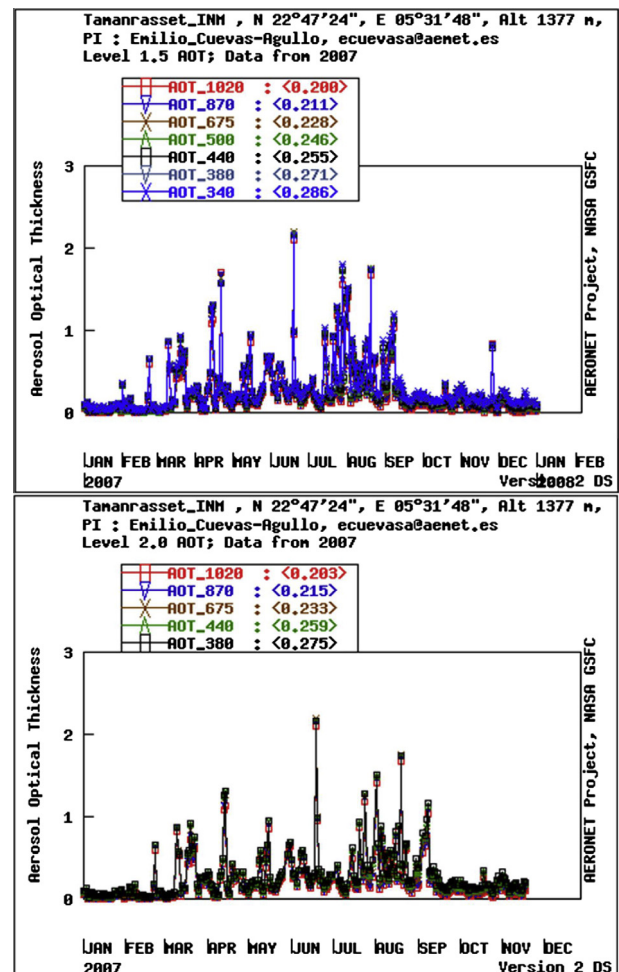 Tamanrasset_INM , N 22°47'24", E 05°31'48", Alt 1377 m,
PI : Emilio_Cuevas-Agullo, ecuevasa@aemet.es
Level 1.5 AOT; Data from 2007
AOT_1020 : <0.200>
AOT_870 : <0.211>
AOT_675 : <0.228>
AOT_500 : <0.246>
AOT_440 : <0.255>
AOT_380 : <0.271>
AOT_340 : <0.286>
Aerosol Optical Thickness
3
2
1
0
AERONET Project, NASA GSFC
JAN FEB MAR APR MAY JUN JUL AUG SEP OCT NOV DEC JAN FEB
2007 2008
Version 2 DS
Tamanrasset_INM , N 22°47'24", E 05°31'48", Alt 1377 m,
PI : Emilio_Cuevas-Agullo, ecuevasa@aemet.es
Level 2.0 AOT; Data from 2007
AOT_1020 : <0.203>
AOT_870 : <0.215>
AOT_675 : <0.233>
AOT_440 : <0.259>
AOT_380 : <0.275>
Aerosol Optical Thickness
3
2
1
0
AERONET Project, NASA GSFC
JAN FEB MAR APR MAY JUN JUL AUG SEP OCT NOV DEC
2007
Version 2 DS